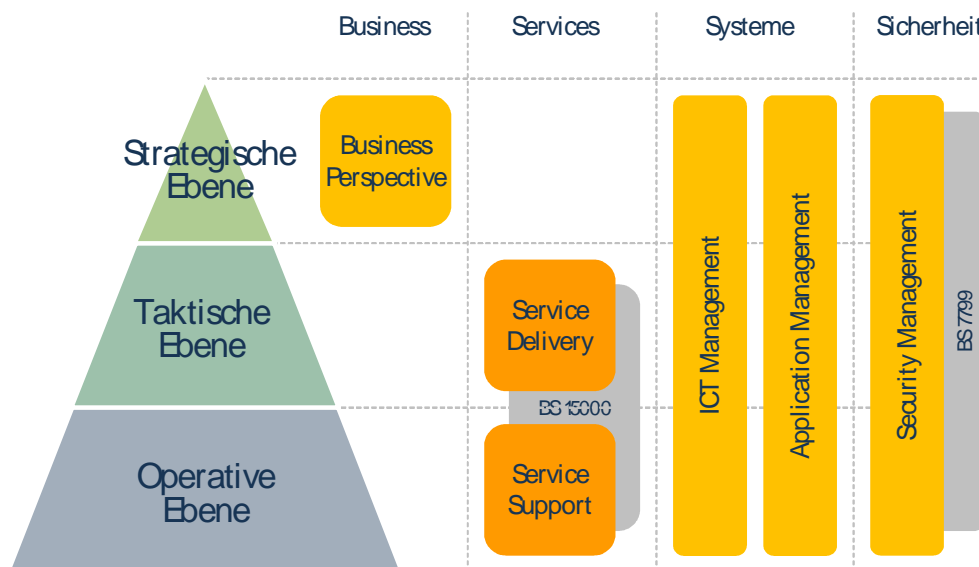 Business
Services
Systeme
Sicherheit
Strategische
Ebene
Business
Perspective
Taktische
Ebene
Service
Delivery
BS 15000
Operative
Ebene
Service
Support
ICT Management
Application Management
Security Management
BS 7799